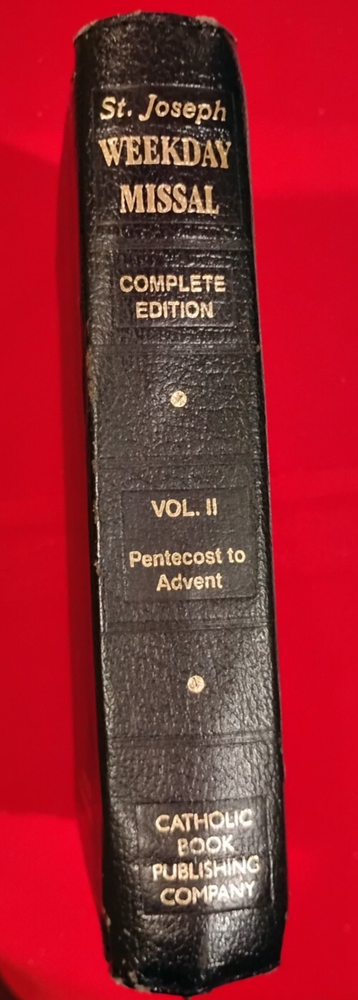 St. Joseph
WEEKDAY
MISSAL
COMPLETE
EDITION
VOL. II
Pentecost to
Advent
CATHOLIC
BOOK
PUBLISHING
COMPANY